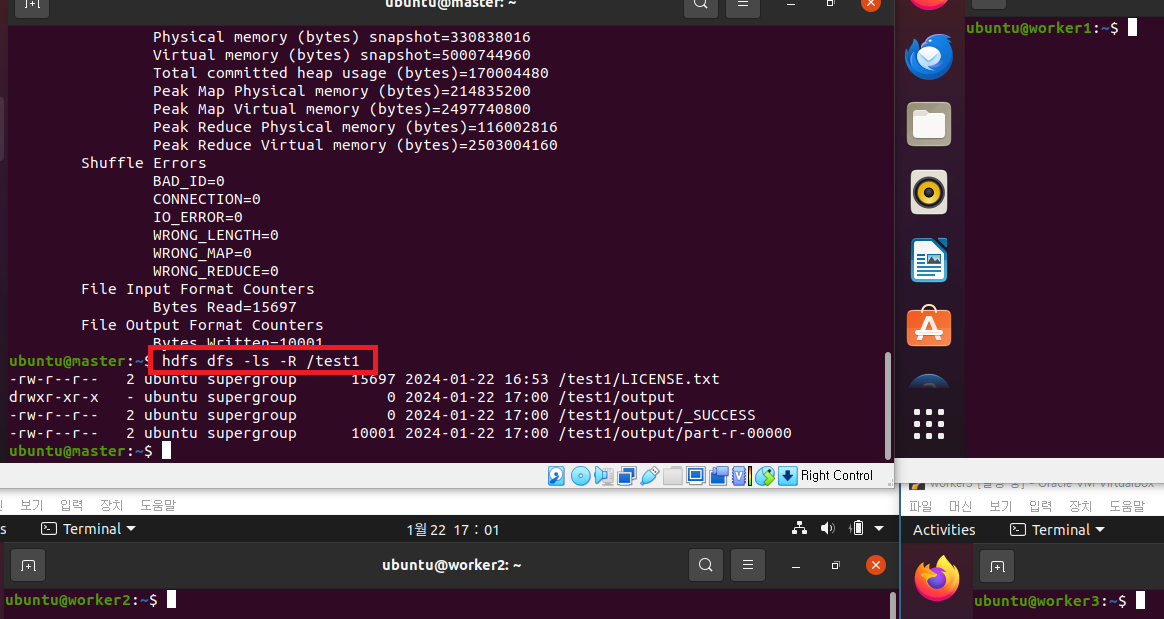 ubuntu@master: ~
Physical memory (bytes) snapshot=330838016
Virtual memory (bytes) snapshot=5000744960
Total committed heap usage (bytes)=170004480
Peak Map Physical memory (bytes)=214835200
Peak Map Virtual memory (bytes)=2497740800
Peak Reduce Physical memory (bytes)=116002816
Peak Reduce Virtual memory (bytes)=2503004160
Shuffle Errors
BAD_ID=0
CONNECTION=0
IO_ERROR=0
WRONG_LENGTH=0
WRONG_MAP=0
WRONG_REDUCE=0
File Input Format Counters
Bytes Read=15697
File Output Format Counters
Bytes Written=10001
ubuntu@master:~$ hdfs dfs -ls -R /test1
-rw-r--r--   2 ubuntu supergroup      15697 2024-01-22 16:53 /test1/LICENSE.txt
drwxr-xr-x   - ubuntu supergroup          0 2024-01-22 17:00 /test1/output
-rw-r--r--   2 ubuntu supergroup          0 2024-01-22 17:00 /test1/output/_SUCCESS
-rw-r--r--   2 ubuntu supergroup      10001 2024-01-22 17:00 /test1/output/part-r-00000
ubuntu@master:~$
Right Control
ubuntu@worker1:~$
보기 입력 장치 도움말
s Terminal 1월 22 17:01
ubuntu@worker2: ~
ubuntu@worker2:~$
worker3 [실행 중] - Oracle VM VirtualBox
파일 머신 보기 입력 장치 도움말
Activities Terminal
ubuntu@worker3:~$